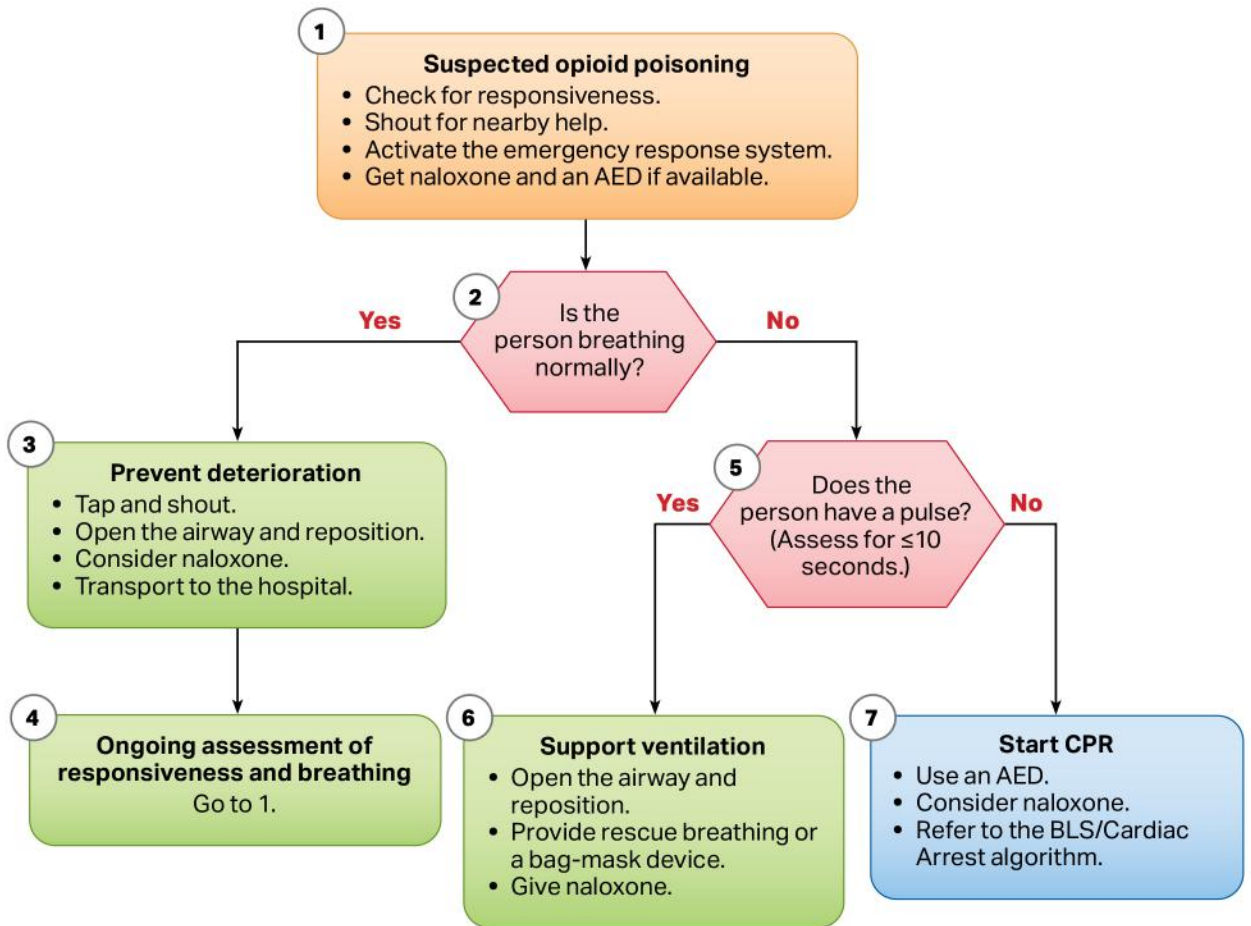 1
Suspected opioid poisoning
• Check for responsiveness.
• Shout for nearby help.
• Activate the emergency response system.
• Get naloxone and an AED if available.
2
Is the
person breathing
normally?
Yes
No
3
Prevent deterioration
• Tap and shout.
• Open the airway and reposition.
• Consider naloxone.
• Transport to the hospital.
4
Ongoing assessment of
responsiveness and breathing
Go to 1.
5
Does the
person have a pulse?
(Assess for ≤10
seconds.)
Yes
No
6
Support ventilation
• Open the airway and
reposition.
• Provide rescue breathing or
a bag-mask device.
• Give naloxone.
7
Start CPR
• Use an AED.
• Consider naloxone.
• Refer to the BLS/Cardiac
Arrest algorithm.